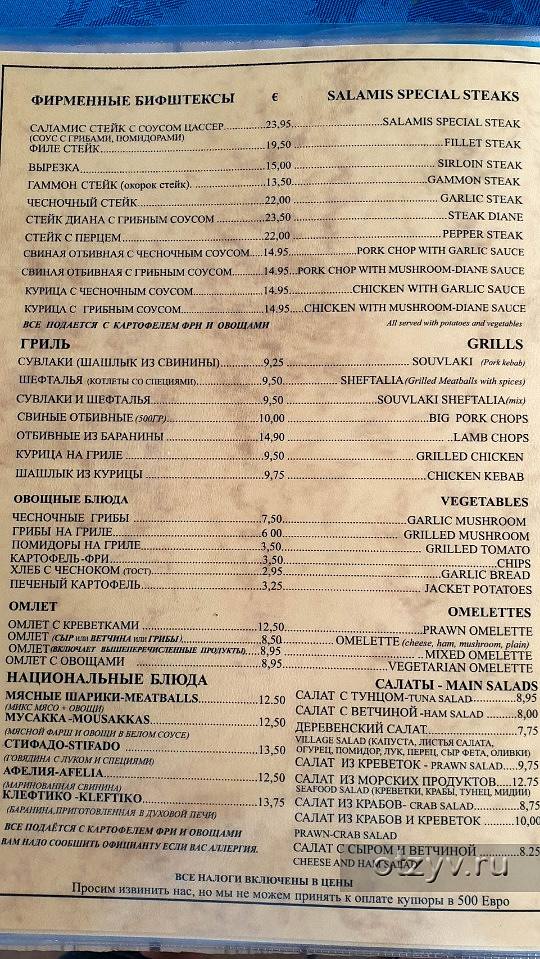 ФИРМЕННЫЕ БИФШТЕКСЫ € SALAMIS SPECIAL STEAKS
САЛАМИС СТЕЙК С СОУСОМ ЦАССЕР..........23,95..........SALAMIS SPECIAL STEAK
(СОУС С ГРИБАМИ, ПОМИДОРАМИ)
ФИЛЕ СТЕЙК..........19,50..........FILLET STEAK
ВЫРЕЗКА..........15,00..........SIRLOIN STEAK
ГАММОН СТЕЙК (окорок стейк)..........13,50..........GAMMON STEAK
ЧЕСНОЧНЫЙ СТЕЙК..........22,00..........GARLIC STEAK
СТЕЙК ДИАНА С ГРИБНЫМ СОУСОМ..........23,50..........STEAK DIANE
СТЕЙК С ПЕРЦЕМ..........22,00..........PEPPER STEAK
СВИНАЯ ОТБИВНАЯ С ЧЕСНОЧНЫМ СОУСОМ....14.95..........PORK CHOP WITH GARLIC SAUCE
СВИНАЯ ОТБИВНАЯ С ГРИБНЫМ СОУСОМ..........14.95...PORK CHOP WITH MUSHROOM-DIANE SAUCE
КУРИЦА С ЧЕСНОЧНЫМ СОУСОМ..........14.95..........CHICKEN WITH GARLIC SAUCE
КУРИЦА С ГРИБНЫМ СОУСОМ..........14.95.....CHICKEN WITH MUSHROOM-DIANE SAUCE
ВСЕ ПОДАЕТСЯ С КАРТОФЕЛЕМ ФРИ И ОВОЩАМИ All served with potatoes and vegetables
ГРИЛЬ GRILLS
СУВЛАКИ (ШАШЛЫК ИЗ СВИНИНЫ)..........9,25..........SOUVLAKI (Pork kebab)
ШЕФТАЛЬЯ (КОТЛЕТЫ СО СПЕЦИЯМИ)..........9,50..........SHEFTALIA (Grilled Meatballs with spices)
СУВЛАКИ И ШЕФТАЛЬЯ..........9,50..........SOUVLAKI SHEFTALIA(mix)
СВИНЫЕ ОТБИВНЫЕ (500ГР)..........10,00..........BIG PORK CHOPS
ОТБИВНЫЕ ИЗ БАРАНИНЫ..........14,90..........LAMB CHOPS
КУРИЦА НА ГРИЛЕ..........9,50..........GRILLED CHICKEN
ШАШЛЫК ИЗ КУРИЦЫ..........9,75..........CHICKEN KEBAB
ОВОЩНЫЕ БЛЮДА VEGETABLES
ЧЕСНОЧНЫЕ ГРИБЫ..........7,50..........GARLIC MUSHROOM
ГРИБЫ НА ГРИЛЕ..........6 00..........GRILLED MUSHROOM
ПОМИДОРЫ НА ГРИЛЕ..........3,50..........GRILLED TOMATO
КАРТОФЕЛЬ-ФРИ..........3,50..........CHIPS
ХЛЕБ С ЧЕСНОКОМ (ТОСТ)..........2,95..........GARLIC BREAD
ПЕЧЕНЫЙ КАРТОФЕЛЬ..........3,25..........JACKET POTATOES
ОМЛЕТ OMELETTES
ОМЛЕТ С КРЕВЕТКАМИ..........12,50..........PRAWN OMELETTE
ОМЛЕТ (СЫР или ВЕТЧИНА или ГРИБЫ)..........8,50..........OMELETTE (cheese, ham, mushroom, plain)
ОМЛЕТ(ВКЛЮЧАЕТ ВЫШЕПЕРЕЧИСЛЕННЫЕ ПРОДУКТЫ)....8,95..........MIXED OMELETTE
ОМЛЕТ С ОВОЩАМИ..........8,95..........VEGETARIAN OMELETTE
НАЦИОНАЛЬНЫЕ БЛЮДА
МЯСНЫЕ ШАРИКИ-MEATBALLS..........12.50
(МИКС МЯСО + ОВОЩИ)
МУСАККА -MOUSAKKAS..........12,50
(МЯСНОЙ ФАРШ И ОВОЩИ В БЕЛОМ СОУСЕ)
СТИФАДО-STIFADO..........13,50
(ГОВЯДИНА С ЛУКОМ И СПЕЦИЯМИ)
АФЕЛИЯ-AFELIA..........12,50
(МАРИНОВАННАЯ СВИНИНА)
КЛЕФТИКО -KLEFTIKO..........13,75
(БАРАНИНА,ПРИГОТОВЛЕННАЯ В ДУХОВОЙ ПЕЧИ)
ВСЕ ПОДАЁТСЯ С КАРТОФЕЛЕМ ФРИ И ОВОЩАМИ
ВАМ НАДО СООБЩИТЬ ОФИЦИАНТУ ЕСЛИ ВАС АЛЛЕРГИЯ.
САЛАТЫ - MAIN SALADS
САЛАТ С ТУНЦОМ-TUNA SALAD..........8,95
САЛАТ С ВЕТЧИНОЙ -HAM SALAD..........8,00
ДЕРЕВЕНСКИЙ САЛАТ..........7,75
VILLAGE SALAD (КАПУСТА, ЛИСТЬЯ САЛАТА,
ОГУРЕЦ, ПОМИДОР, ЛУК, ПЕРЕЦ, СЫР ФЕТА, ОЛИВКИ)
САЛАТ ИЗ КРЕВЕТОК - PRAWN SALAD....9,75
САЛАТ ИЗ МОРСКИХ ПРОДУКТОВ....12.75
SEAFOOD SALAD (КРЕВЕТКИ, КРАБЫ, ТУНЕЦ, МИДИИ)
САЛАТ ИЗ КРАБОВ- CRAB SALAD..........8,75
САЛАТ ИЗ КРАБОВ И КРЕВЕТОК..........10,00
PRAWN-CRAB SALAD
САЛАТ С СЫРОМ И ВЕТЧИНОЙ..........8.25
CHEESE AND HAM SALAD
otzyv.ru
ВСЕ НАЛОГИ ВКЛЮЧЕНЫ В ЦЕНЫ
Просим извинить нас, но мы не можем принять к оплате купюры в 500 Евро